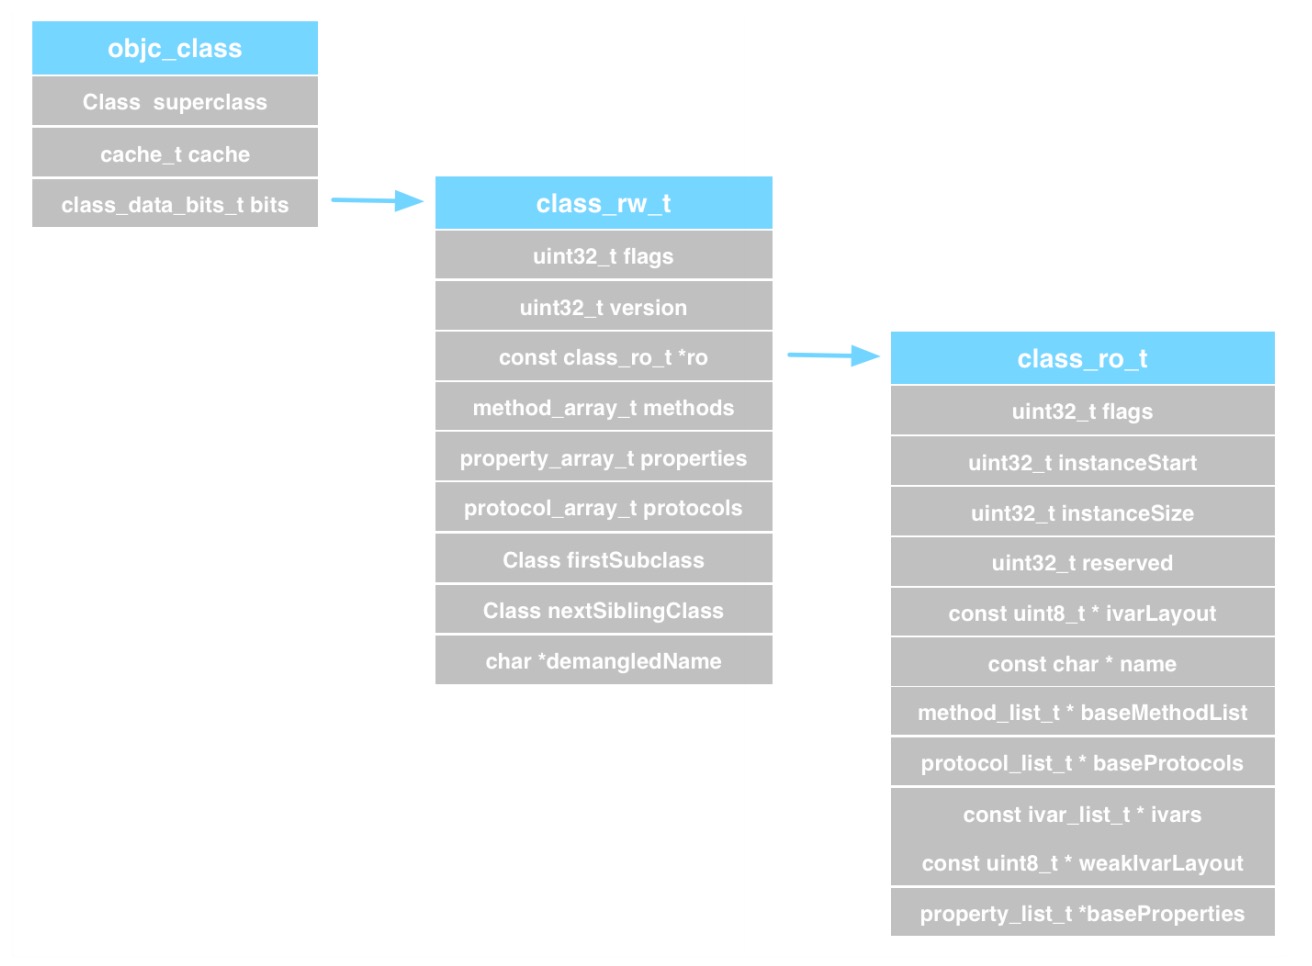 objc_class
Class  superclass
cache_t cache
class_data_bits_t bits
class_rw_t
uint32_t flags
uint32_t version
const class_ro_t *ro
method_array_t methods
property_array_t properties
protocol_array_t protocols
Class firstSubclass
Class nextSiblingClass
char *demangledName
class_ro_t
uint32_t flags
uint32_t instanceStart
uint32_t instanceSize
uint32_t reserved
const uint8_t * ivarLayout
const char * name
method_list_t * baseMethodList
protocol_list_t * baseProtocols
const ivar_list_t * ivars
const uint8_t * weakIvarLayout
property_list_t *baseProperties